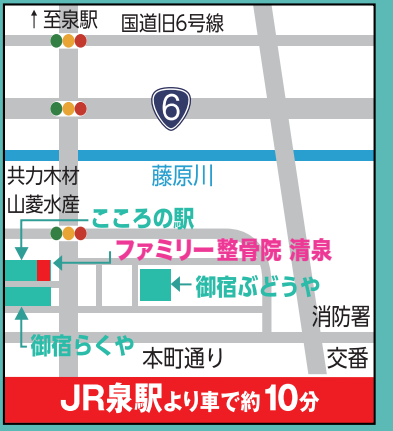 ↑至泉駅
国道旧6号線
6
藤原川
共力木材
山菱水産
こころの駅
ファミリー整骨院 清泉
御宿ぶどうや
消防署
御宿らくや
本町通り
交番
JR泉駅より車で約10分